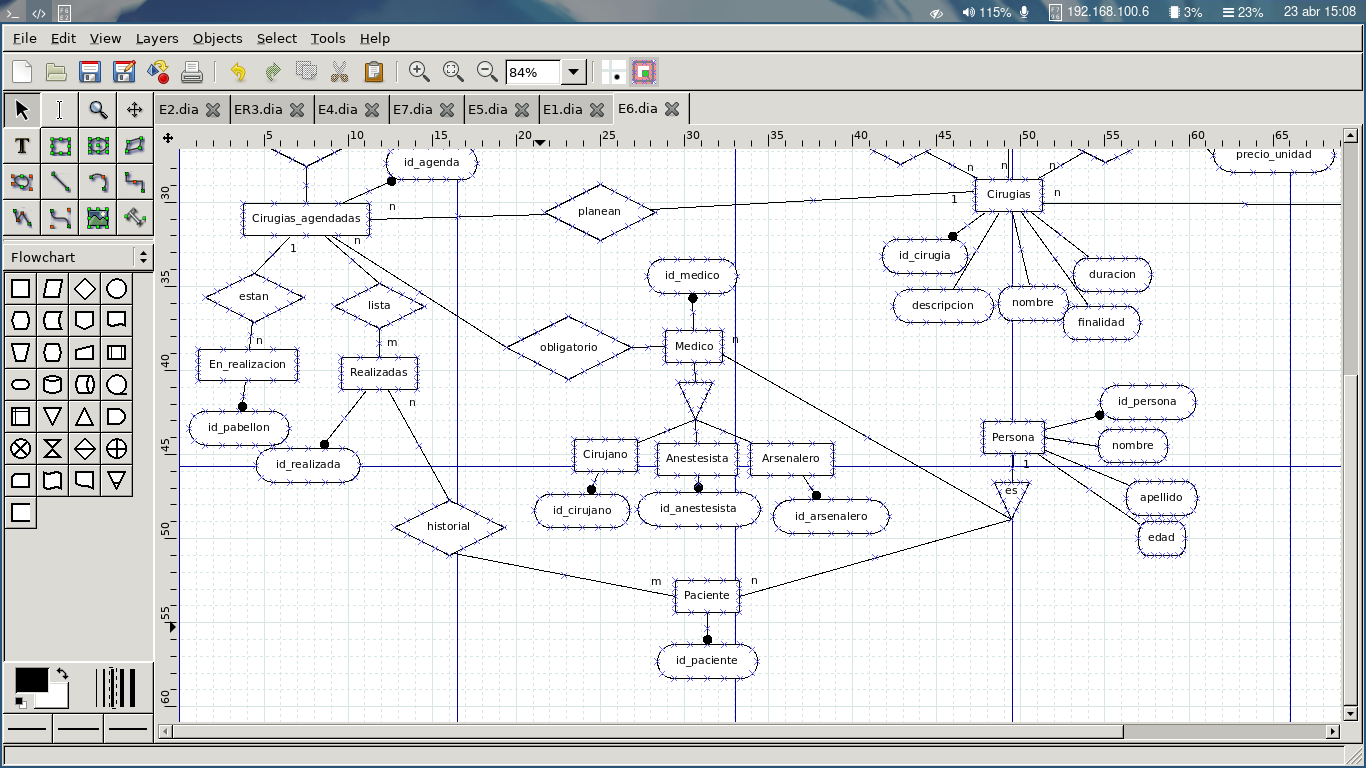 115%
192.168.100.6
3%
23%
23 abr 15:08
File Edit View Layers Objects Select Tools Help
84%
E2.dia
ER3.dia
E4.dia
E7.dia
E5.dia
E1.dia
E6.dia
5 10 15 20 25 30 35 40 45 50 55 60 65
T
Flowchart
30
35
40
45
50
55
60
id_agenda
precio_unidad
n
n
n
Cirugias
n
1
n
planean
Cirugias_agendadas
1
n
id_cirugia
duracion
descripcion
nombre
finalidad
id_medico
estan
lista
obligatorio
Medico
n
n
m
En_realizacion
Realizadas
n
id_pabellon
id_realizada
Cirujano
Anestesista
Arsenalero
id_cirujano
id_anestesista
id_arsenalero
id_persona
Persona
nombre
1
es
apellido
edad
historial
m
n
Paciente
id_paciente